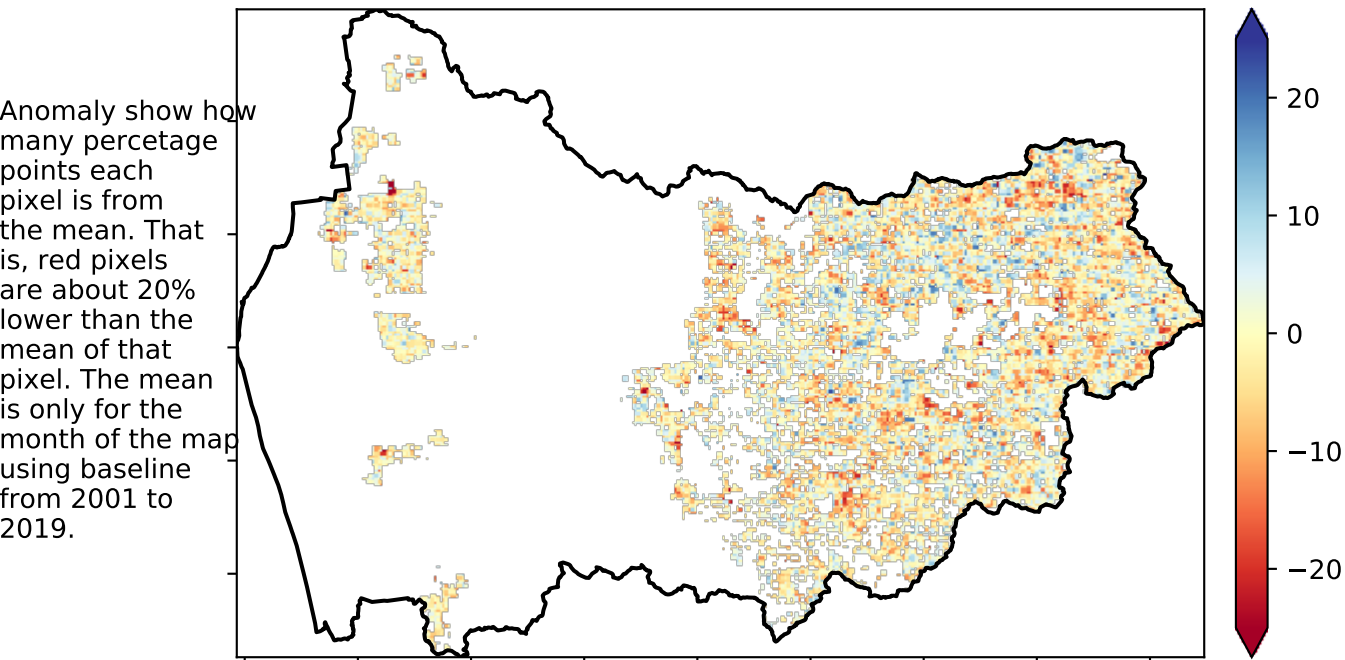 Anomaly show how
many percetage
points each
pixel is from
the mean. That
is, red pixels
are about 20%
lower than the
mean of that
pixel. The mean
is only for the
month of the map
using baseline
from 2001 to
2019.
20
10
0
−10
−20